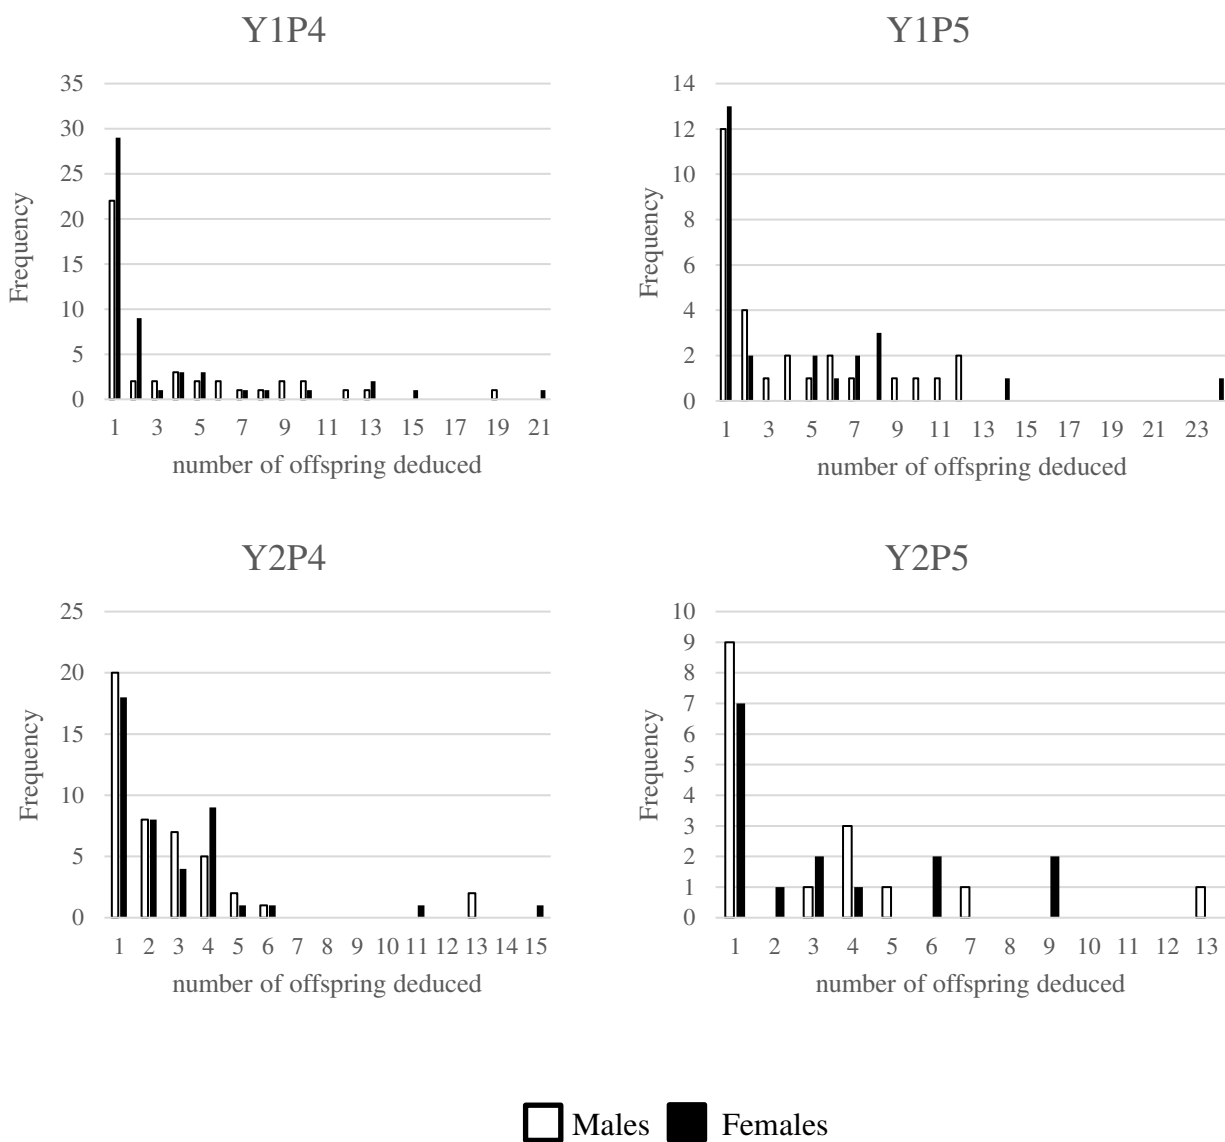 Y1P4
35
30
25
20
15
10
5
0
Frequency
1 3 5 7 9 11 13 15 17 19 21
number of offspring deduced
Y1P5
14
12
10
8
6
4
2
0
Frequency
1 3 5 7 9 11 13 15 17 19 21 23
number of offspring deduced
Y2P4
25
20
15
10
5
0
Frequency
1 2 3 4 5 6 7 8 9 10 11 12 13 14 15
number of offspring deduced
Y2P5
10
9
8
7
6
5
4
3
2
1
0
Frequency
1 2 3 4 5 6 7 8 9 10 11 12 13
number of offspring deduced
Males Females